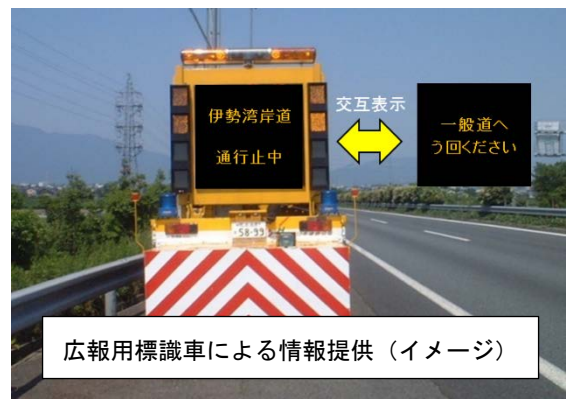 伊勢湾岸道
通行止中
交互表示
一般道へ
う回ください
58-99
広報用標識車による情報提供（イメージ）